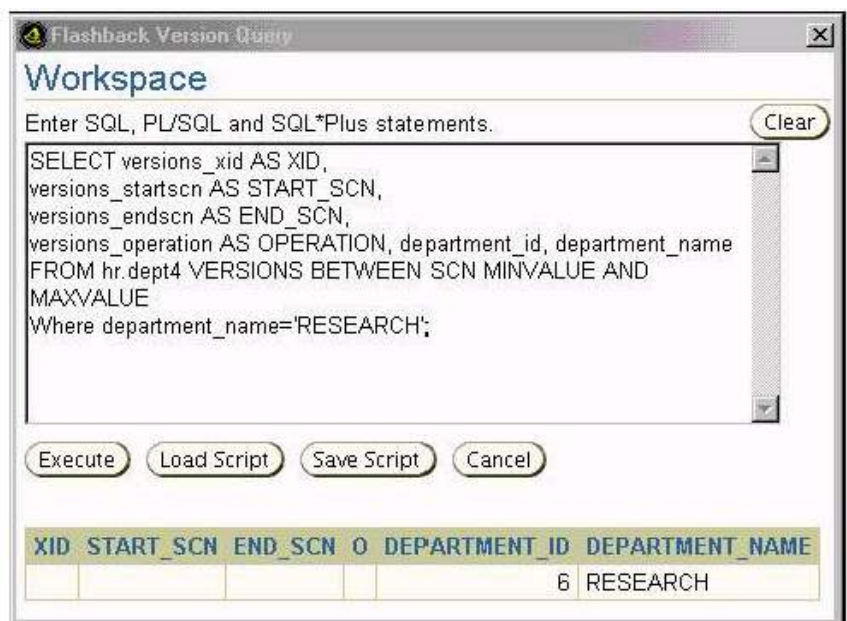 Flashback Version Query
Workspace
Enter SQL, PL/SQL and SQL*Plus statements.
Clear
SELECT versions_xid AS XID,
versions_startscn AS START_SCN,
versions_endscn AS END_SCN,
versions_operation AS OPERATION, department_id, department_name
FROM hr.dept4 VERSIONS BETWEEN SCN MINVALUE AND
MAXVALUE
Where department_name='RESEARCH';
Execute Load Script Save Script Cancel
XID START_SCN END_SCN O DEPARTMENT_ID DEPARTMENT_NAME
6 RESEARCH